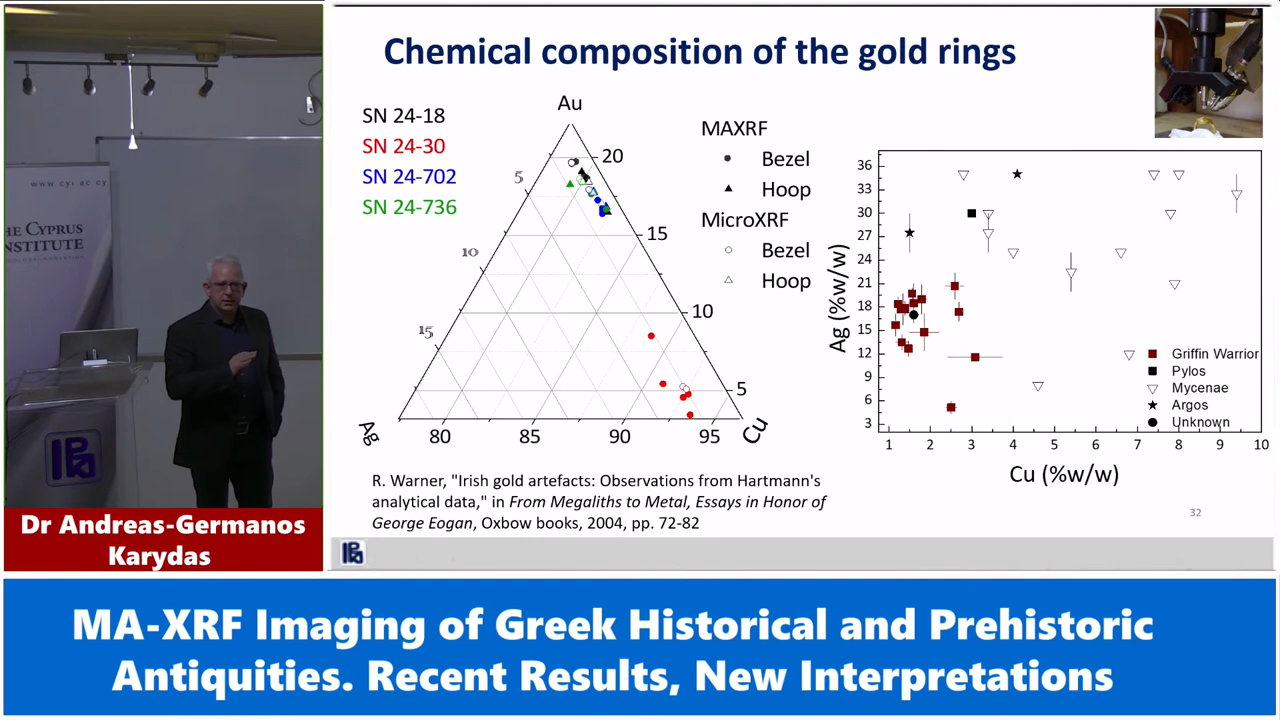 www.cyi.ac.cy
THE CYPRUS
INSTITUTE
Dr Andreas-Germanos
Karydas
Chemical composition of the gold rings
SN 24-18
SN 24-30
SN 24-702
SN 24-736
Au
20
15
10
5
5
10
15
Ag
80
85
90
95
Cu
MAXRF
Bezel
Hoop
MicroXRF
Bezel
Hoop
R. Warner, "Irish gold artefacts: Observations from Hartmann's
analytical data," in From Megaliths to Metal, Essays in Honor of
George Eogan, Oxbow books, 2004, pp. 72-82
Ag (%w/w)
36
33
30
27
24
21
18
15
12
9
6
3
1 2 3 4 5 6 7 8 9 10
Cu (%w/w)
Griffin Warrior
Pylos
Mycenae
Argos
Unknown
32
MA-XRF Imaging of Greek Historical and Prehistoric
Antiquities. Recent Results, New Interpretations